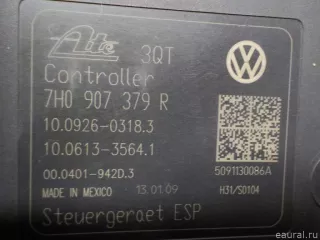 Ate 3QT
Controller
7H0 907 379 R
10.0926-0318.3
10.0613-3564.1
00.0401-942D.3
5091130086A
MADE IN MEXICO 13.01.09
H31/SD104
Steuergeraet ESP
© eaural.ru